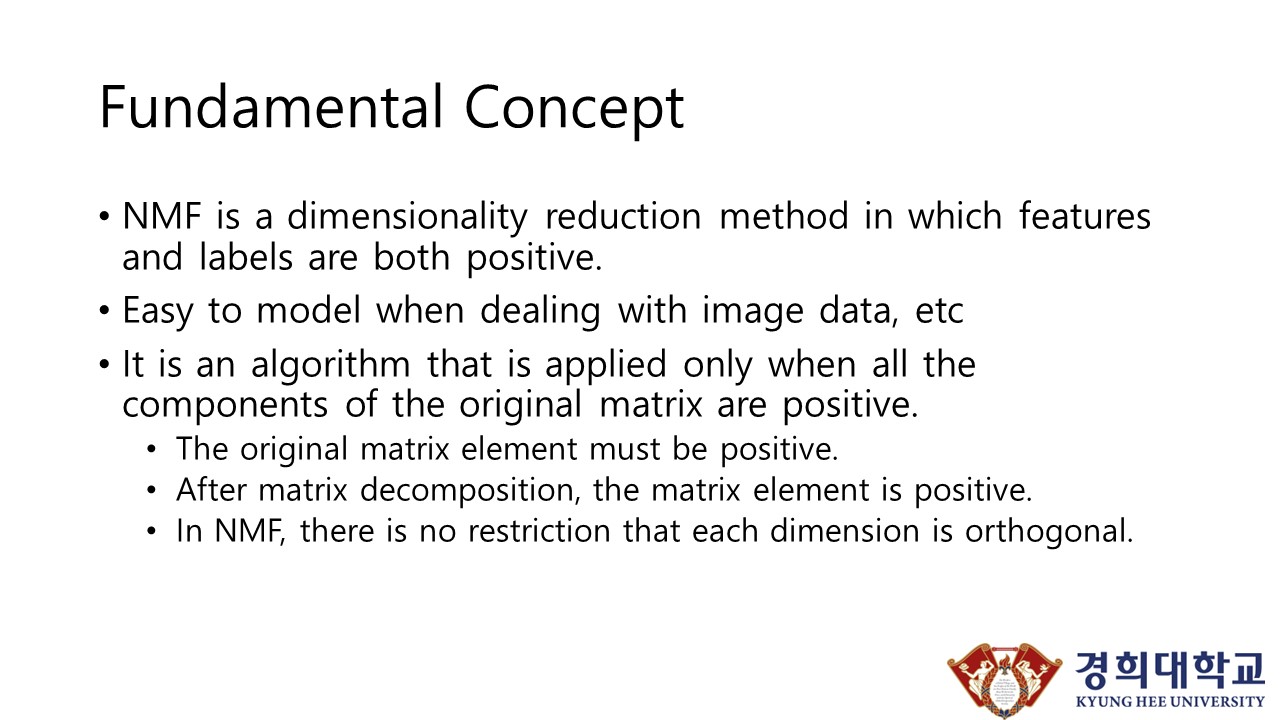 Fundamental Concept
• NMF is a dimensionality reduction method in which features
and labels are both positive.
• Easy to model when dealing with image data, etc
• It is an algorithm that is applied only when all the
components of the original matrix are positive.
• The original matrix element must be positive.
• After matrix decomposition, the matrix element is positive.
• In NMF, there is no restriction that each dimension is orthogonal.
경희대학교
KYUNG HEE UNIVERSITY